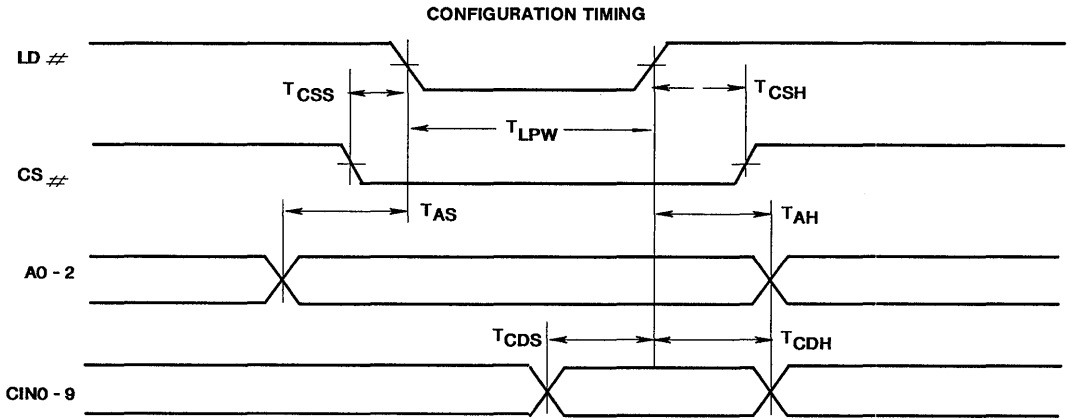 CONFIGURATION TIMING
LD #
TCSS
TCSH
TLPW
CS #
TAS
TAH
A0 - 2
TCDS
TCDH
CIN0 - 9